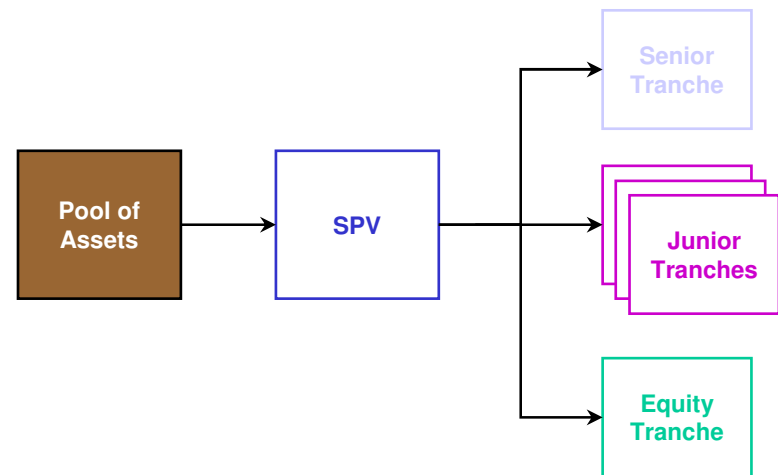 Pool of
Assets
SPV
Senior
Tranche
Junior
Tranches
Equity
Tranche